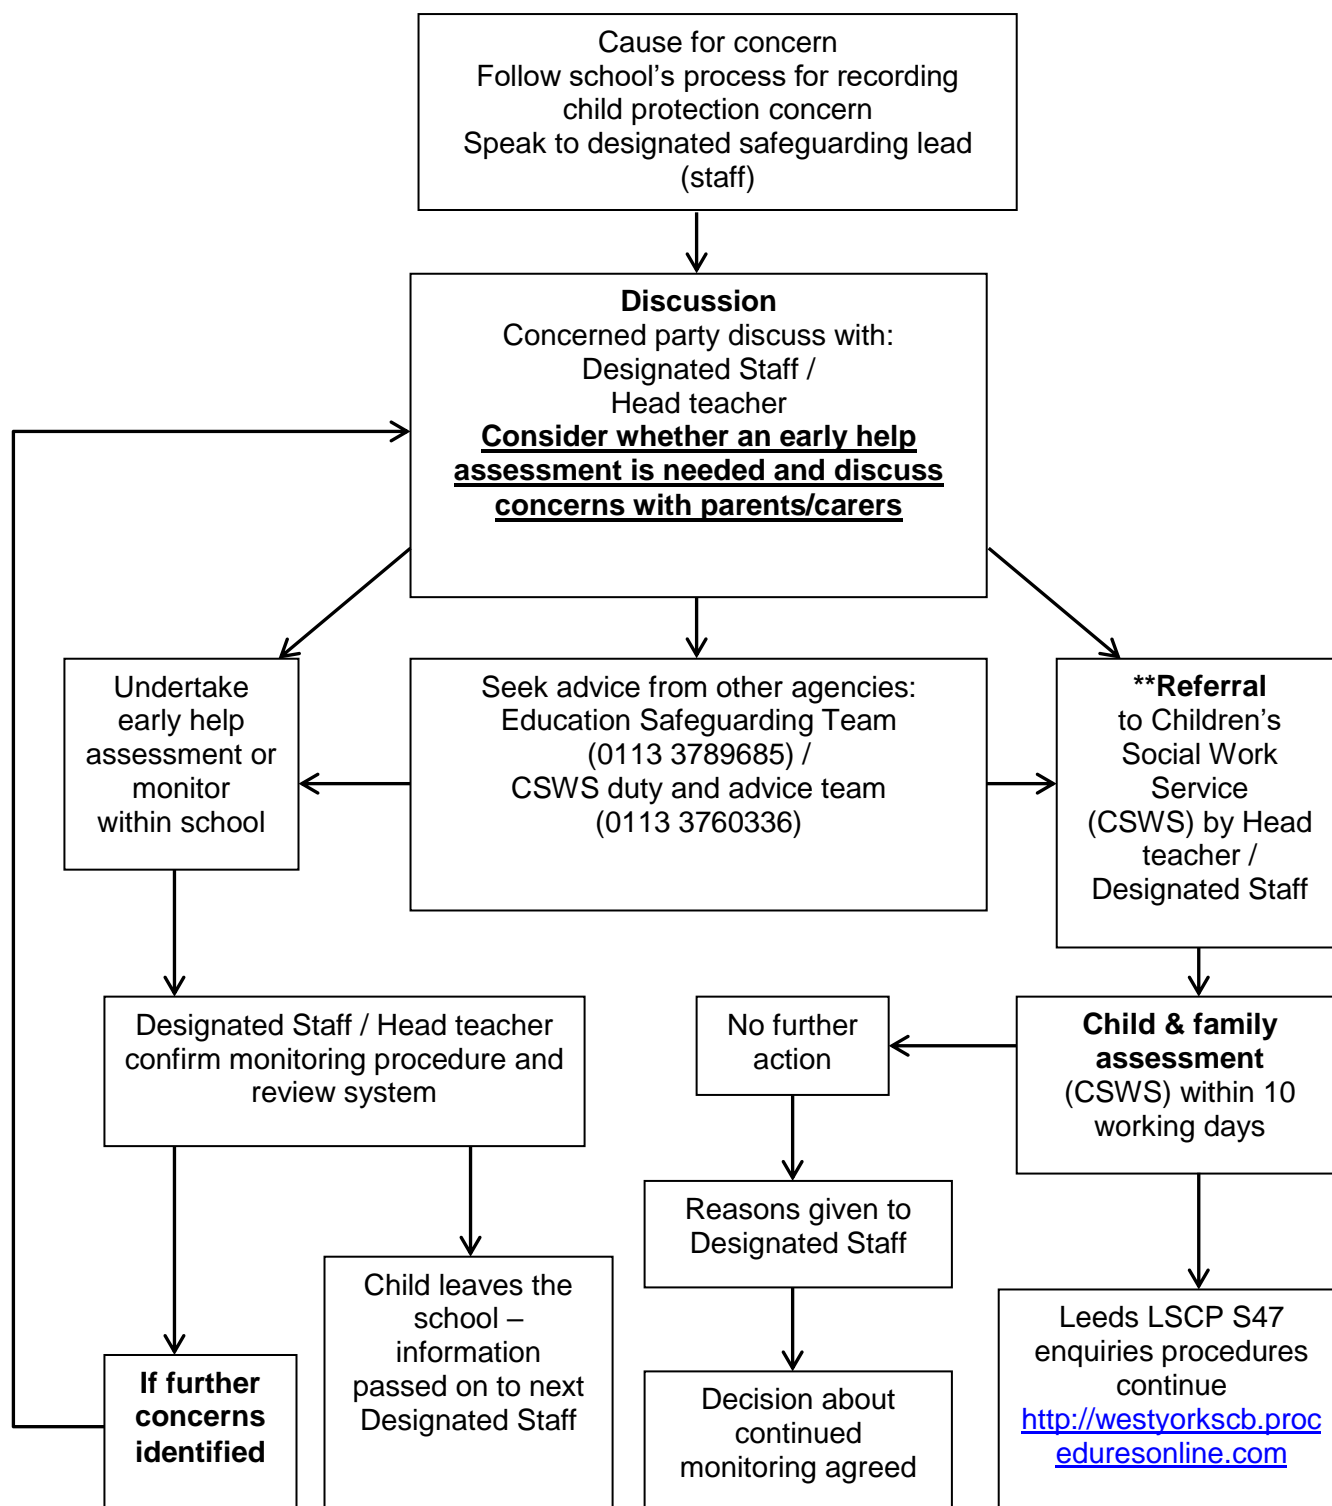 Cause for concern
Follow school’s process for recording
child protection concern
Speak to designated safeguarding lead
(staff)
Discussion
Concerned party discuss with:
Designated Staff /
Head teacher
Consider whether an early help
assessment is needed and discuss
concerns with parents/carers
Undertake
early help
assessment or
monitor
within school
Seek advice from other agencies:
Education Safeguarding Team
(0113 3789685) /
CSWS duty and advice team
(0113 3760336)
**Referral
to Children’s
Social Work
Service
(CSWS) by Head
teacher /
Designated Staff
Designated Staff / Head teacher
confirm monitoring procedure and
review system
No further
action
Child & family
assessment
(CSWS) within 10
working days
Reasons given to
Designated Staff
Child leaves the
school –
information
passed on to next
Designated Staff
If further
concerns
identified
Decision about
continued
monitoring agreed
Leeds LSCP S47
enquiries procedures
continue
http://westyorkscb.proc
eduresonline.com